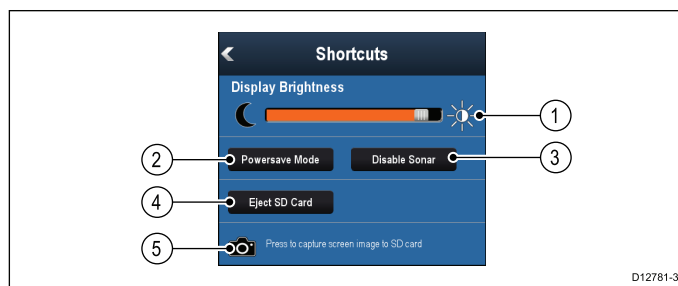 Shortcuts
Display Brightness
1
2
Powersave Mode
Disable Sonar
3
4
Eject SD Card
5
Press to capture screen image to SD card
D12781-3